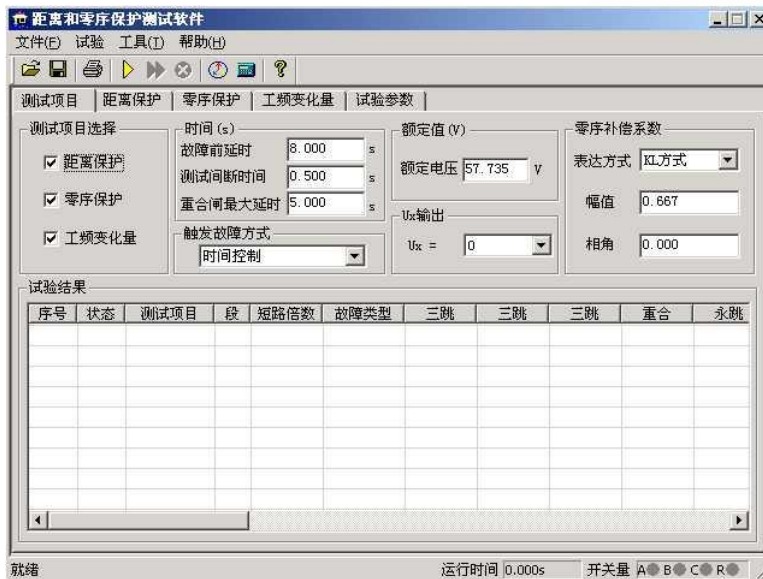 距离和零序保护测试软件
文件(F) 试验 工具(T) 帮助(H)
测试项目 距离保护 零序保护 工频变化量 试验参数
测试项目选择
距离保护
零序保护
工频变化量
时间(s)
故障前延时 8.000 s
测试间断时间 0.500 s
重合闸最大延时 5.000 s
触发故障方式
时间控制
额定值(V)
额定电压 57.735 V
Ux输出
Ux = 0
零序补偿系数
表达方式 KL方式
幅值 0.667
相角 0.000
试验结果
序号 状态 测试项目 段 短路倍数 故障类型 三跳 三跳 三跳 重合 永跳
就绪 运行时间 0.000s 开关量 A B C R